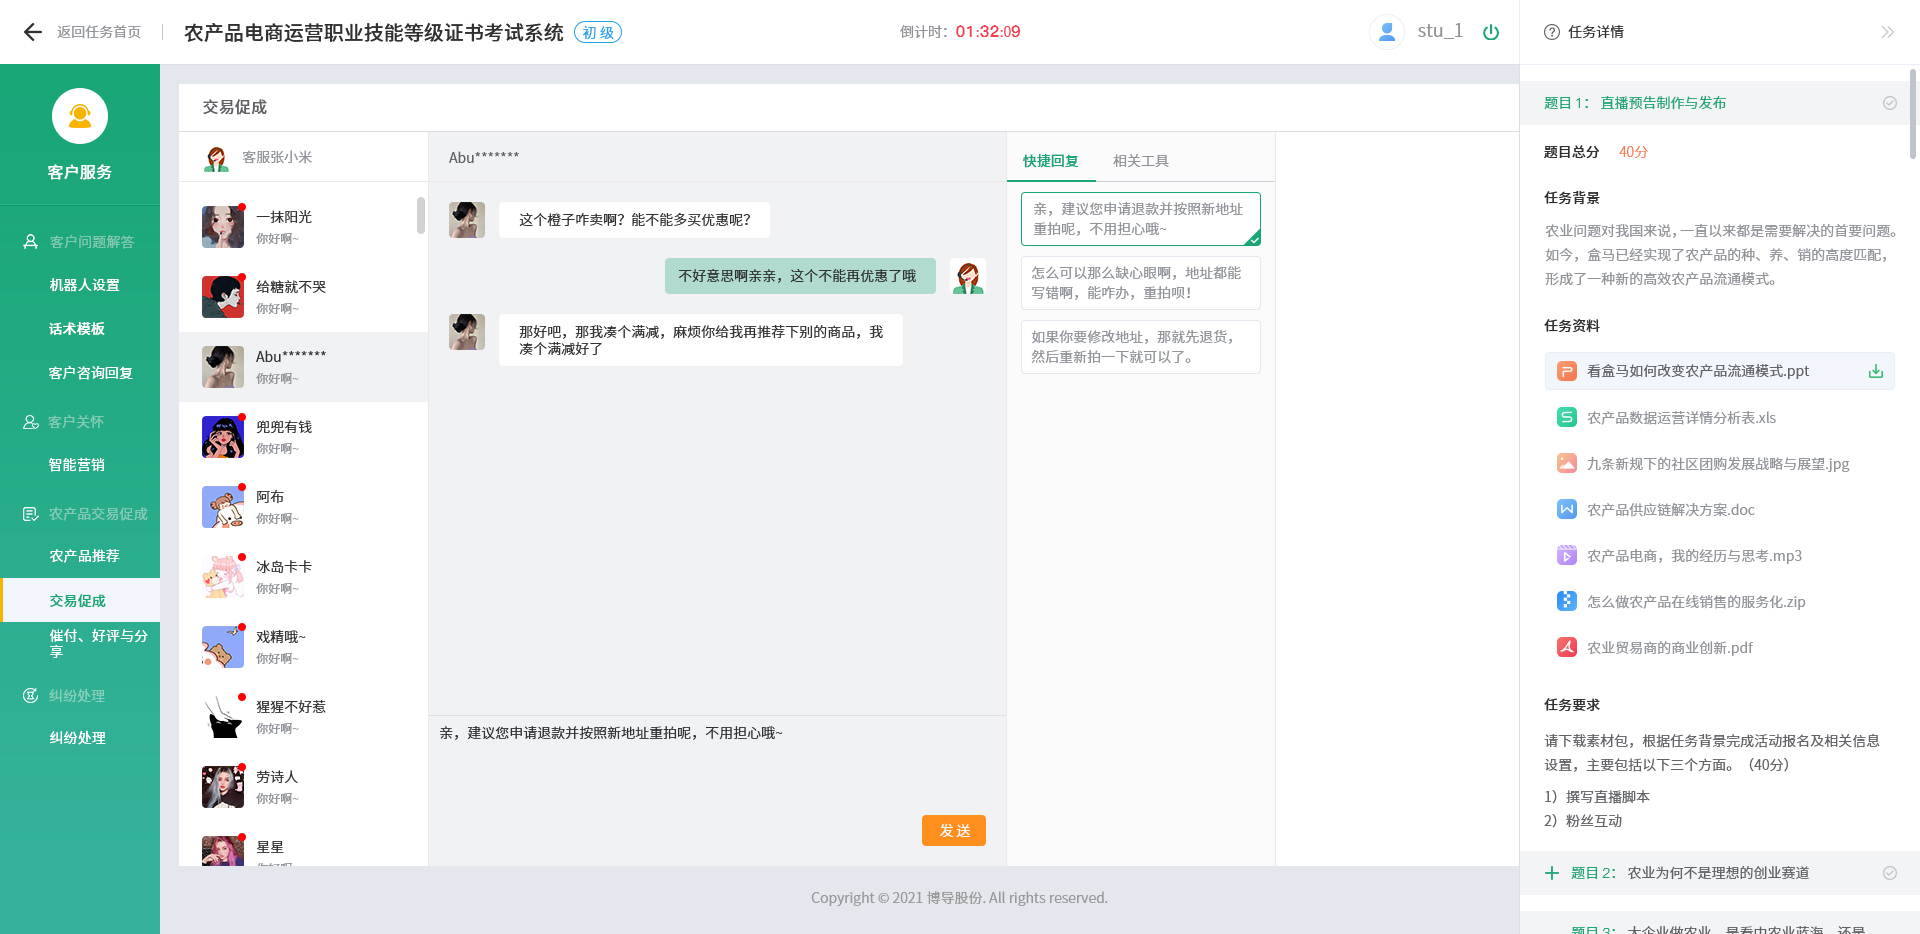 返回任务首页
农产品电商运营职业技能等级证书考试系统
初 级
倒计时：01:32:09
stu_1
任务详情
客户服务
客户问题解答
机器人设置
话术模板
客户咨询回复
客户关怀
智能营销
农产品交易促成
农产品推荐
交易促成
催付、好评与分
享
纠纷处理
纠纷处理
交易促成
客服张小米
一抹阳光
你好啊~
给糖就不哭
你好啊~
Abu*******
你好啊~
兜兜有钱
你好啊~
阿布
你好啊~
冰岛卡卡
你好啊~
戏精哦~
你好啊~
猩猩不好惹
你好啊~
劳诗人
你好啊~
星星
你好啊~
Abu*******
这个橙子咋卖啊？能不能多买优惠呢？
不好意思啊亲亲，这个不能再优惠了哦
那好吧，那我凑个满减，麻烦你给我再推荐下别的商品，我
凑个满减好了
亲，建议您申请退款并按照新地址重拍呢，不用担心哦~
发 送
快捷回复
相关工具
亲，建议您申请退款并按照新地址
重拍呢，不用担心哦~
怎么可以那么缺心眼啊，地址都能
写错啊，能咋办，重拍呗！
如果你要修改地址，那就先退货，
然后重新拍一下就可以了。
Copyright © 2021 博导股份. All rights reserved.
题目 1： 直播预告制作与发布
题目总分 40分
任务背景
农业问题对我国来说，一直以来都是需要解决的首要问题。
如今，盒马已经实现了农产品的种、养、销的高度匹配，
形成了一种新的高效农产品流通模式。
任务资料
看盒马如何改变农产品流通模式.ppt
农产品数据运营详情分析表.xls
九条新规下的社区团购发展战略与展望.jpg
农产品供应链解决方案.doc
农产品电商，我的经历与思考.mp3
怎么做农产品在线销售的服务化.zip
农业贸易商的商业创新.pdf
任务要求
请下载素材包，根据任务背景完成活动报名及相关信息
设置，主要包括以下三个方面。（40分）
1）撰写直播脚本
2）粉丝互动
题目 2： 农业为何不是理想的创业赛道
题目 3： 大企业做农业，是看中农业蓝海，还是